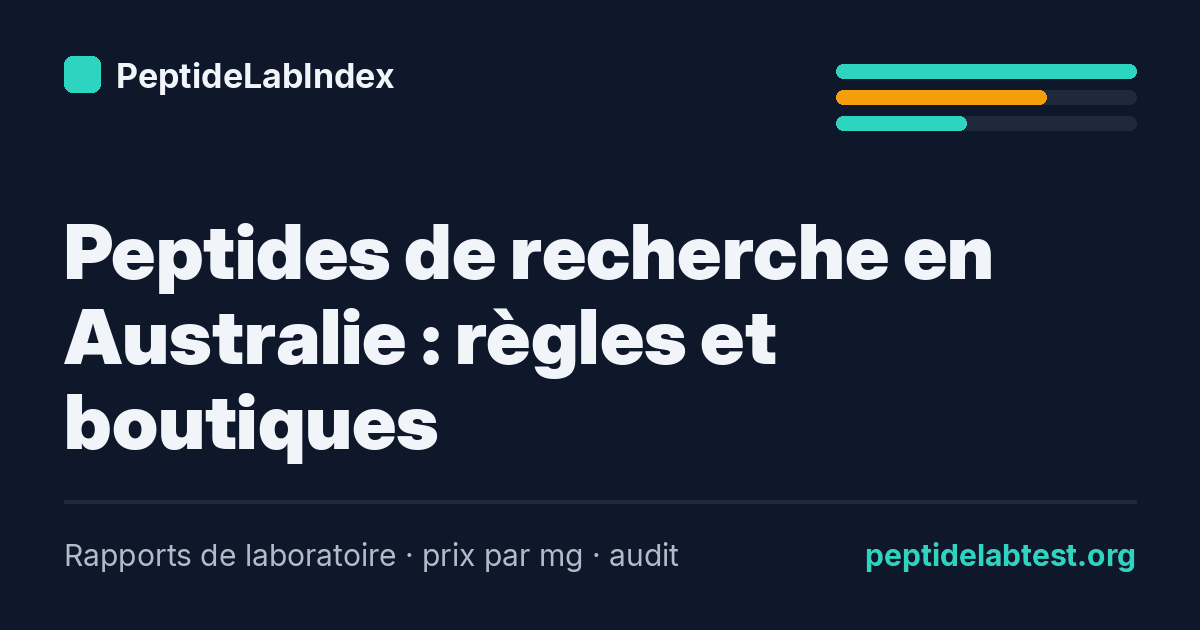 PeptideLabIndex
Peptides de recherche en
Australie : règles et
boutiques
Rapports de laboratoire · prix par mg · audit
peptidelabtest.org